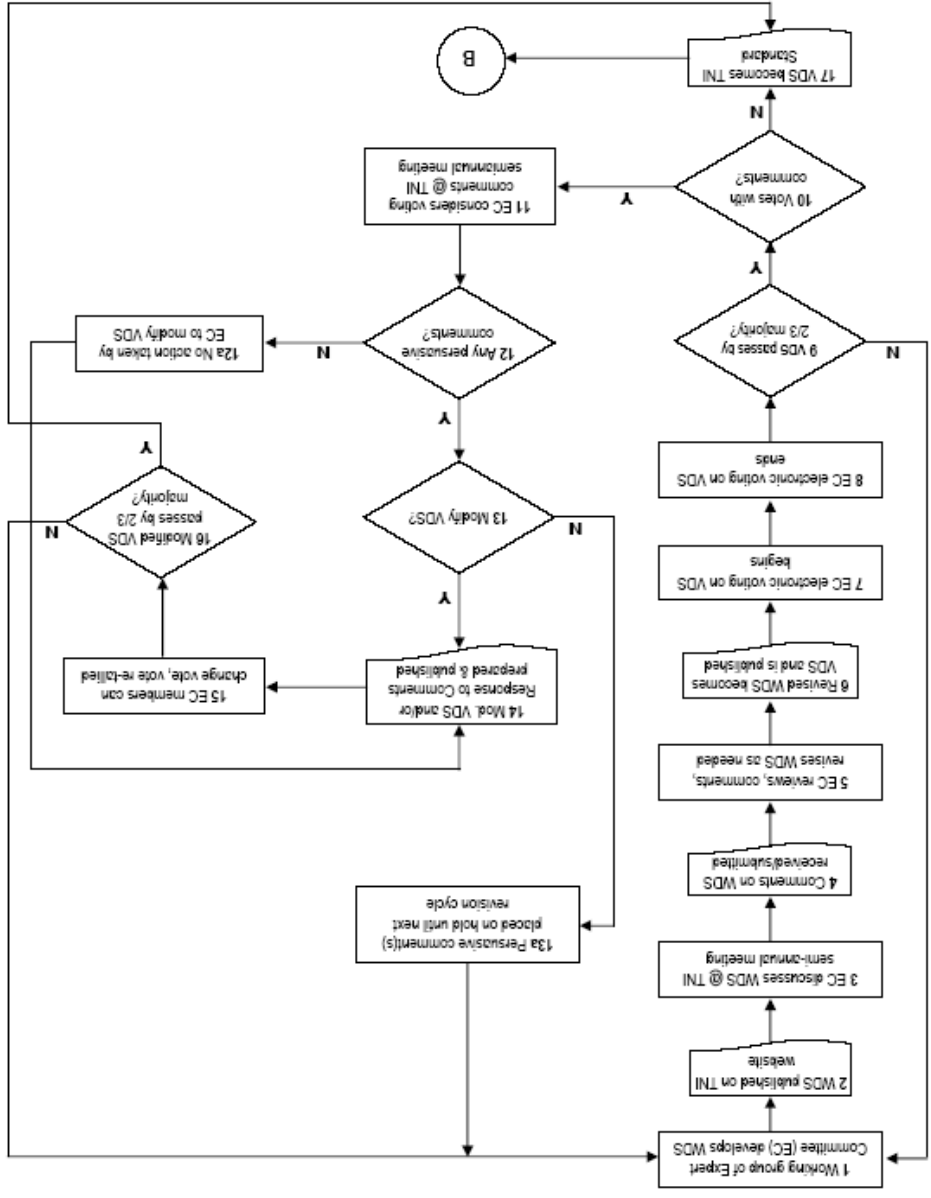 1 Working group of Expert
Committee (EC) develops WDS
2 WDS published on TNI
website
3 EC discusses WDS @ TNI
semi-annual meeting
4 Comments on WDS
received/submitted
5 EC reviews, comments,
revises WDS as needed
6 Revised WDS becomes
VDS and is published
7 EC electronic voting on VDS
begins
8 EC electronic voting on VDS
ends
9 VDS passes by
2/3 majority?
N
Y
10 Votes with
comments?
Y
N
17 VDS becomes TNI
Standard
B
11 EC considers voting
comments @ TNI
semiannual meeting
12 Any persuasive
comments?
N
Y
12a No action taken by
EC to modify VDS
13 Modify VDS?
N
Y
13a Persuasive comment(s)
placed on hold until next
revision cycle
14 Mod. VDS and/or
Response to Comments
prepared & published
15 EC members can
change vote, vote re-tallied
16 Modified VDS
passes by 2/3
majority?
N
Y